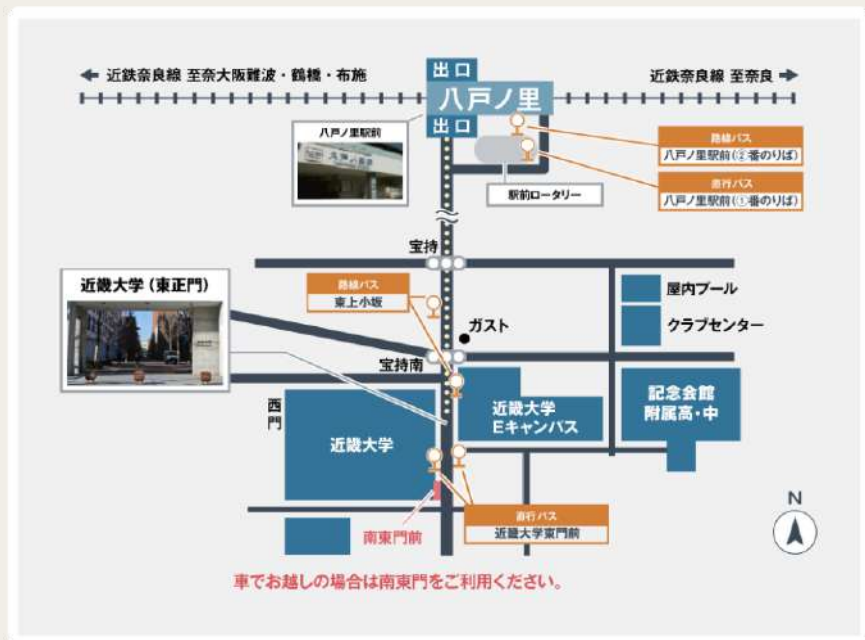 ← 近鉄奈良線 至奈大阪難波・鶴橋・布施
出口
近鉄奈良線 至奈良 →
八戸ノ里
出口
八戸ノ里駅前
路線バス
八戸ノ里駅前(②番のりば)
直行バス
八戸ノ里駅前(①番のりば)
駅前ロータリー
宝持
近畿大学(東正門)
路線バス
東上小坂
屋内プール
ガスト
クラブセンター
宝持南
西門
近畿大学
近畿大学
Eキャンパス
記念会館
附属高・中
N
直行バス
近畿大学東門前
南東門前
車でお越しの場合は南東門をご利用ください。